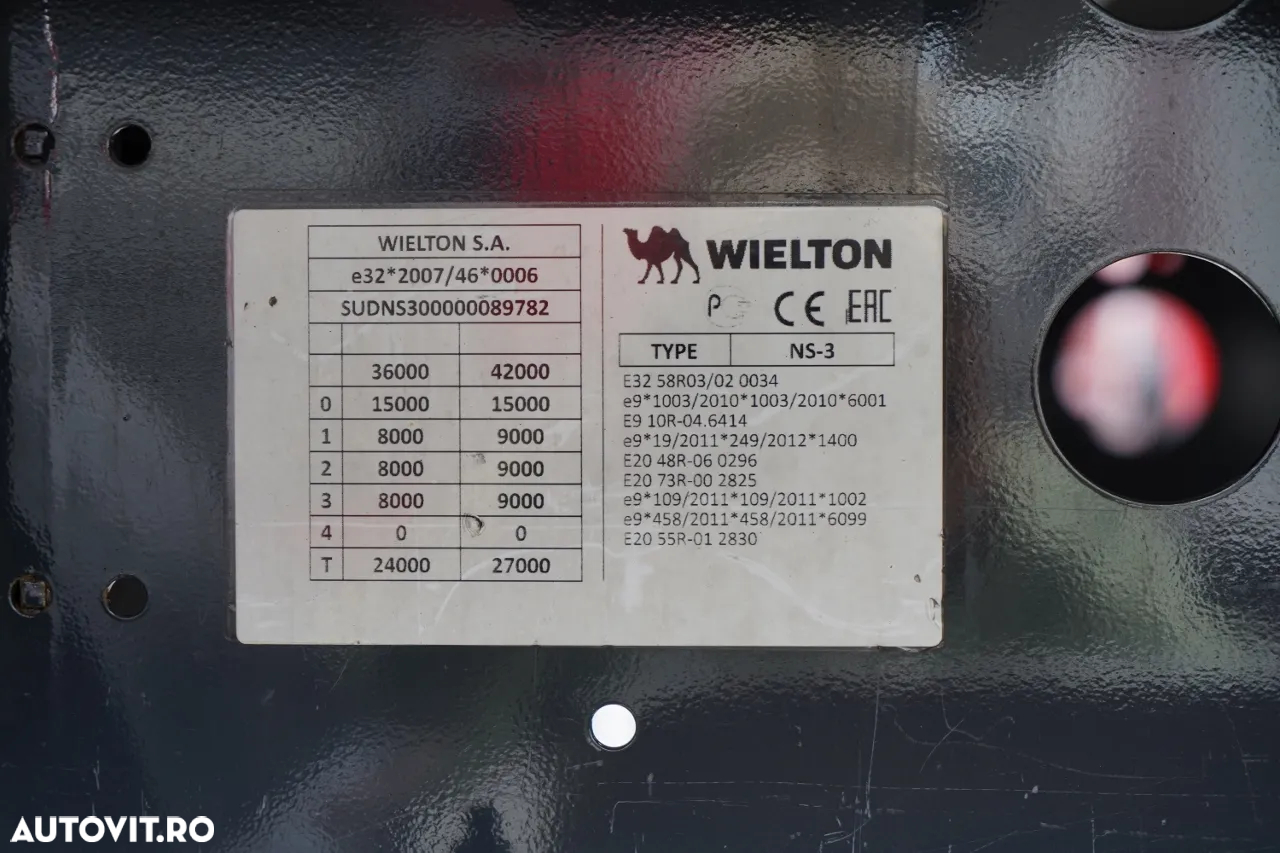 WIELTON S.A.
e32*2007/46*0006
SUDNS300000089782
36000 42000
0 15000 15000
1 8000 9000
2 8000 9000
3 8000 9000
4 0 0
T 24000 27000
WIELTON
CE EAC
TYPE NS-3
E32 58R03/02 0034
e9*1003/2010*1003/2010*6001
E9 10R-04.6414
e9*19/2011*249/2012*1400
E20 48R-06 0296
E20 73R-00 2825
e9*109/2011*109/2011*1002
e9*458/2011*458/2011*6099
E20 55R-01 2830
AUTOVIT.RO